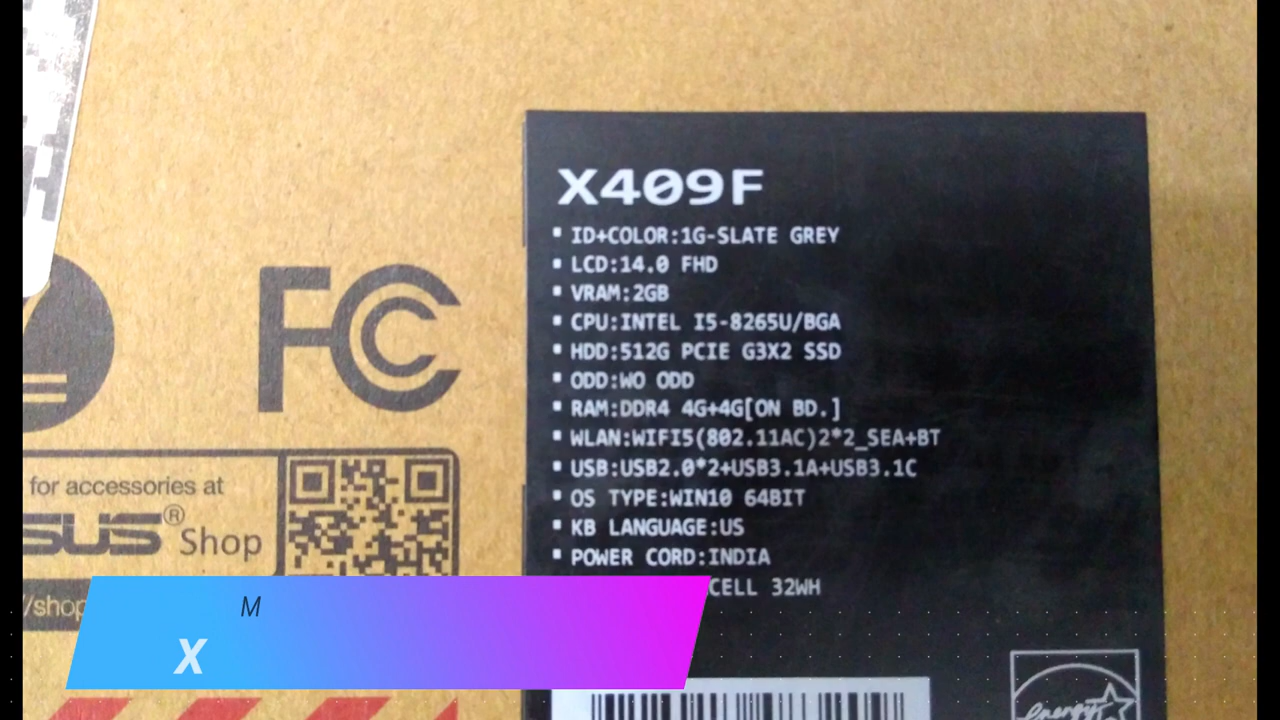 X409F
▪ ID+COLOR:1G-SLATE GREY
▪ LCD:14.0 FHD
▪ VRAM:2GB
▪ CPU:INTEL I5-8265U/BGA
▪ HDD:512G PCIE G3X2 SSD
▪ ODD:WO ODD
▪ RAM:DDR4 4G+4G[ON BD.]
▪ WLAN:WIFI5(802.11AC)2*2_SEA+BT
▪ USB:USB2.0*2+USB3.1A+USB3.1C
▪ OS TYPE:WIN10 64BIT
▪ KB LANGUAGE:US
▪ POWER CORD:INDIA
CELL 32WH
FC
for accessories at
SUS® Shop
/shop
M
X
Energy